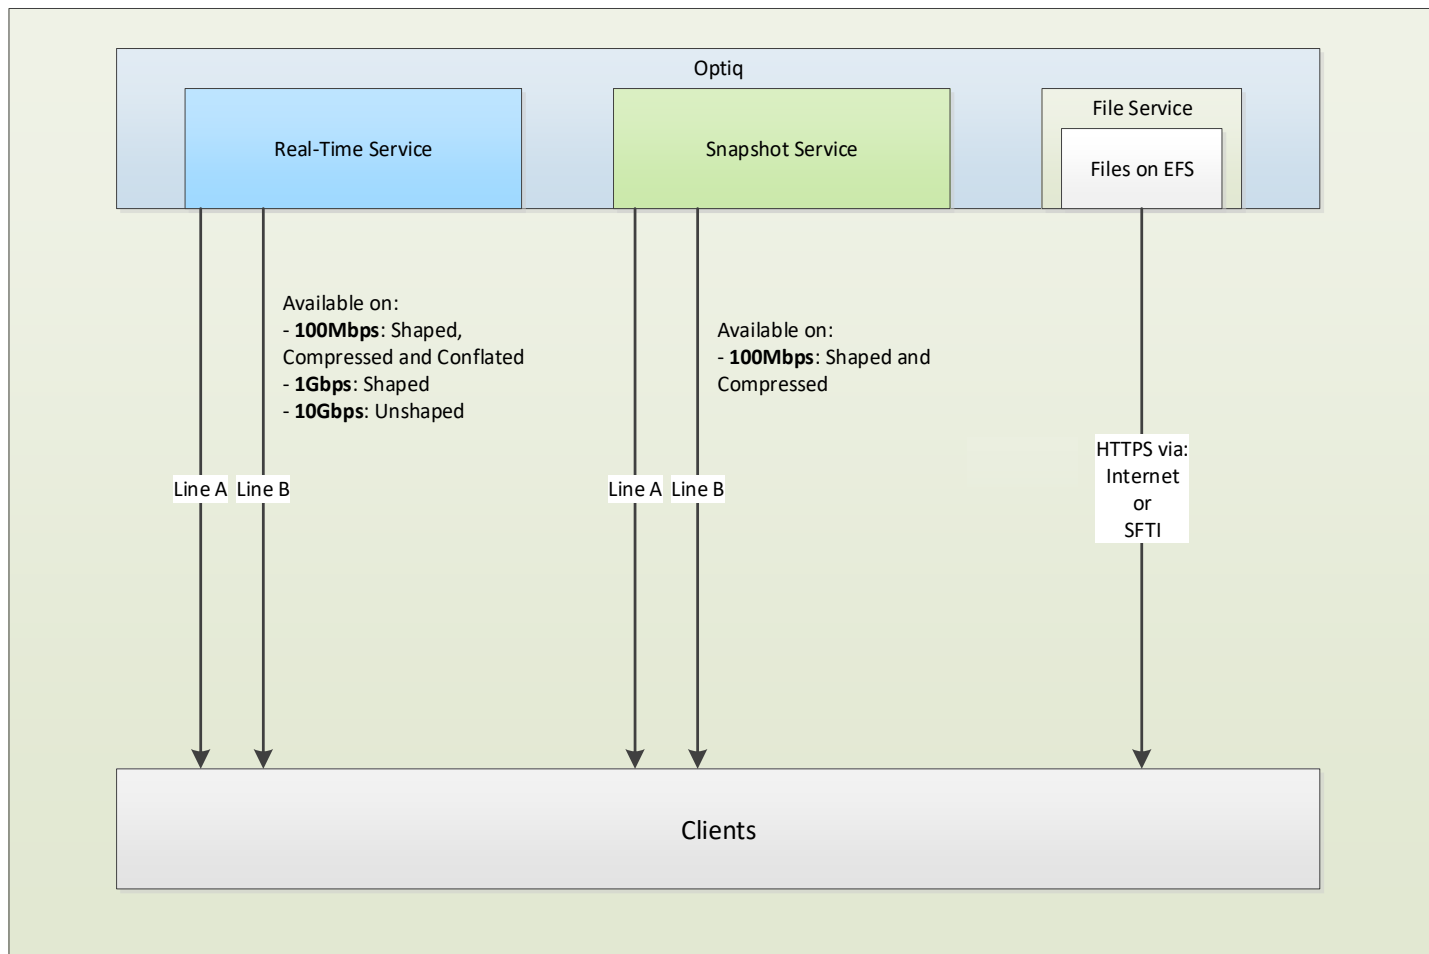 Optiq
Real-Time Service
Snapshot Service
File Service
Files on EFS
Available on:
- 100Mbps: Shaped,
Compressed and Conflated
- 1Gbps: Shaped
- 10Gbps: Unshaped
Available on:
- 100Mbps: Shaped and
Compressed
Line A
Line B
Line A
Line B
HTTPS via:
Internet
or
SFTI
Clients